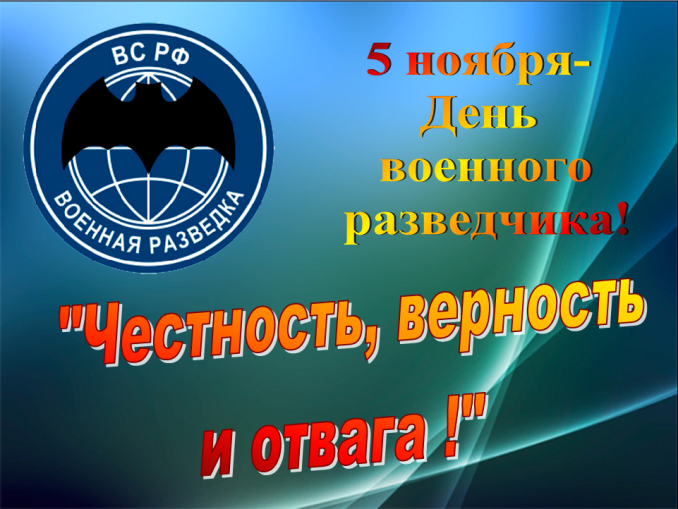 ВС РФ
ВОЕННАЯ РАЗВЕДКА
5 ноября-
День
военного
разведчика!
"Честность, верность
и отвага !"